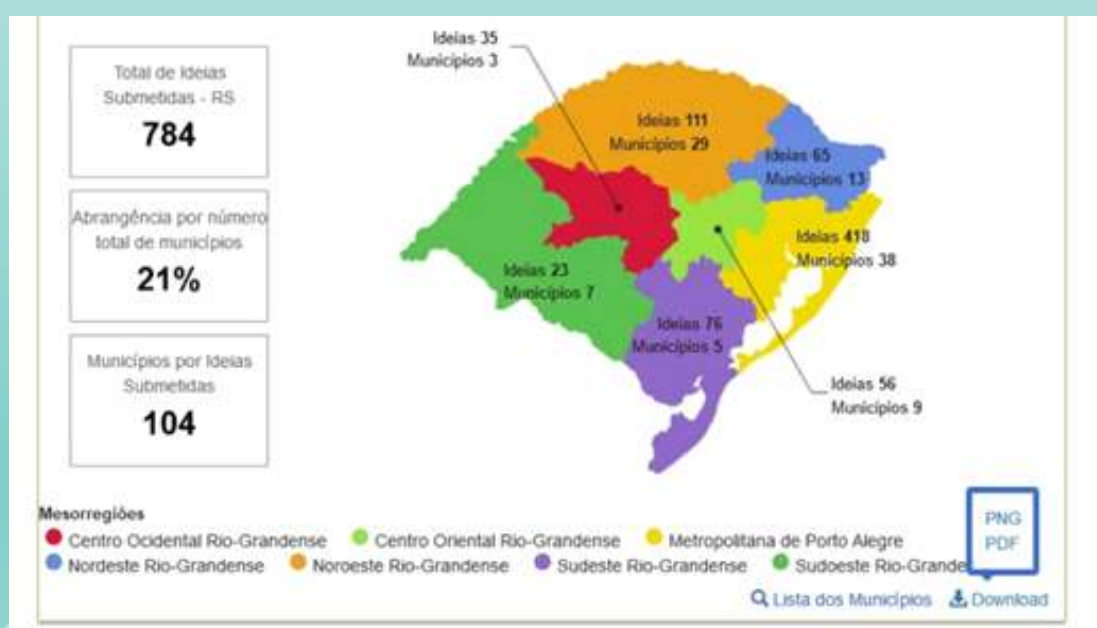 Total de Ideias
Submetidas - RS
784
Abrangência por número
total de municípios
21%
Municípios por Ideias
Submetidas
104
Ideias 35
Municípios 3
Ideias 111
Municípios 29
Ideias 65
Municípios 13
Ideias 418
Municípios 38
Ideias 23
Municípios 7
Ideias 76
Municípios 5
Ideias 56
Municípios 9
Mesorregiões
Centro Ocidental Rio-Grandense
Centro Oriental Rio-Grandense
Metropolitana de Porto Alegre
Nordeste Rio-Grandense
Noroeste Rio-Grandense
Sudeste Rio-Grandense
Sudoeste Rio-Grande
PNG
PDF
Lista dos Municípios
Download